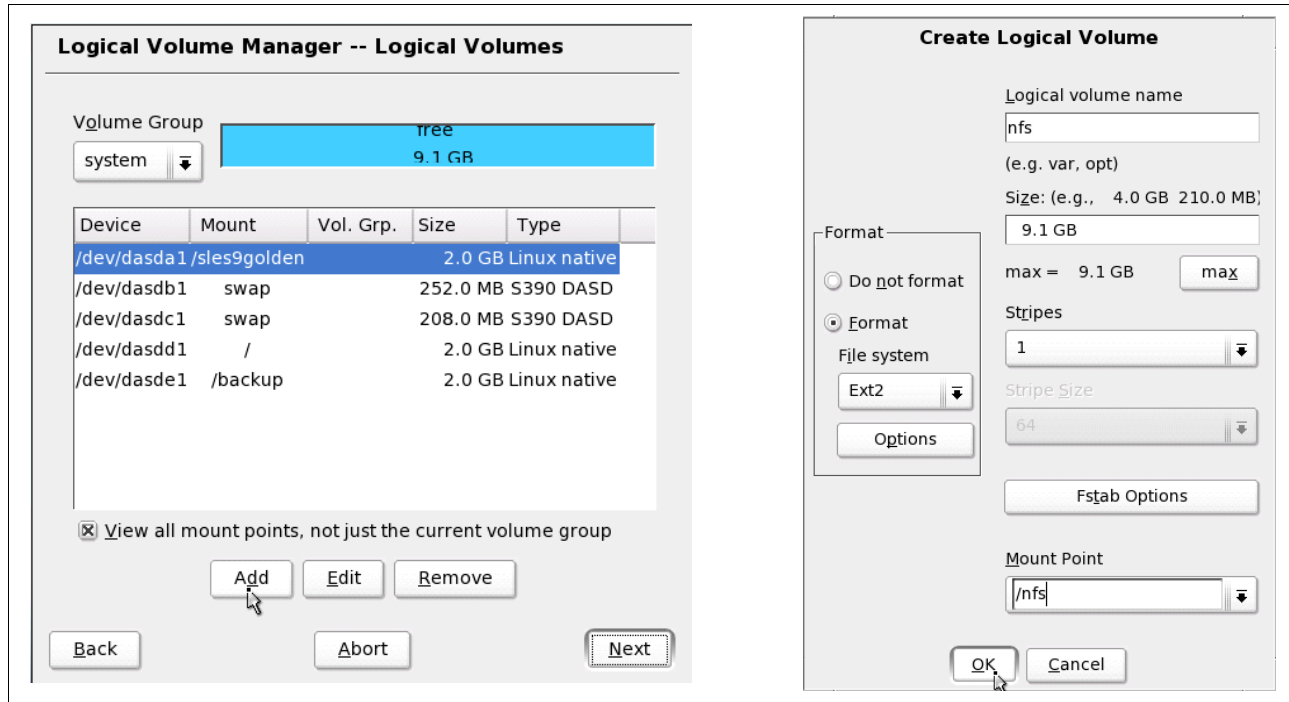 Logical Volume Manager -- Logical Volumes
Volume Group
system
free
9.1 GB
Device Mount Vol. Grp. Size Type
/dev/dasda1 /sles9golden 2.0 GB Linux native
/dev/dasdb1 swap 252.0 MB S390 DASD
/dev/dasdc1 swap 208.0 MB S390 DASD
/dev/dasdd1 / 2.0 GB Linux native
/dev/dasde1 /backup 2.0 GB Linux native
View all mount points, not just the current volume group
Add Edit Remove
Back Abort Next
Create Logical Volume
Logical volume name
nfs
(e.g. var, opt)
Size: (e.g., 4.0 GB 210.0 MB)
9.1 GB
max = 9.1 GB max
Format
Do not format
Format
File system
Ext2
Options
Stripes
1
Stripe Size
64
Fstab Options
Mount Point
/nfs
OK Cancel